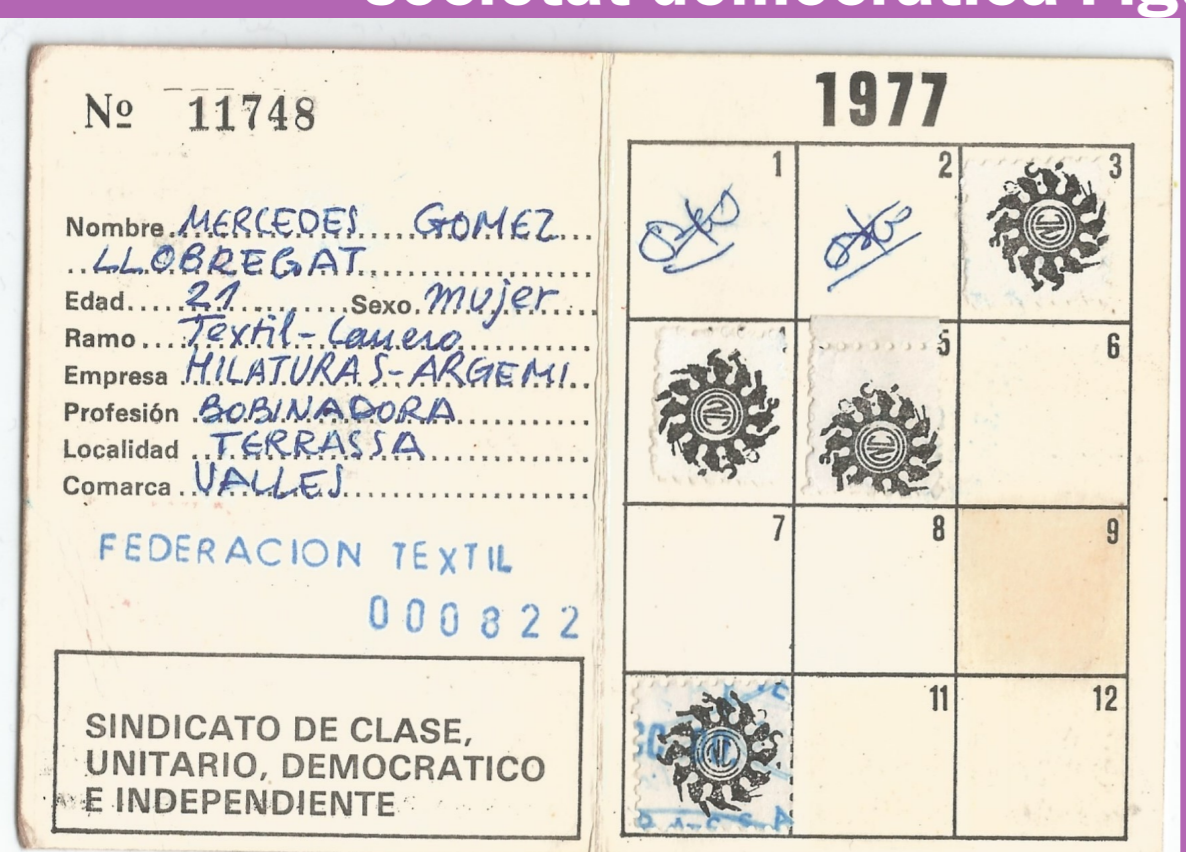 Nº 11748
Nombre MERCEDES GOMEZ
LLOBREGAT
Edad 21 Sexo mujer
Ramo Textil-Lanero
Empresa HILATURAS-ARGEMI
Profesión BOBINADORA
Localidad TERRASSA
Comarca VALLES
FEDERACION TEXTIL
000822
SINDICATO DE CLASE,
UNITARIO, DEMOCRATICO
E INDEPENDIENTE
1977
1 2 3
5 6
7 8 9
11 12